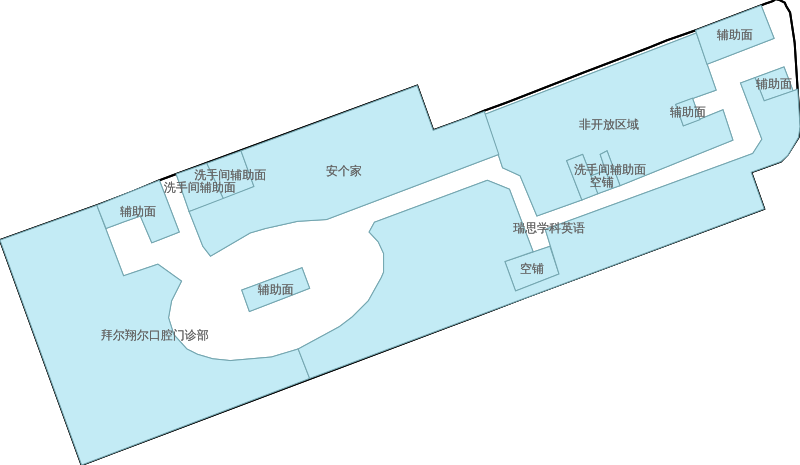 辅助面
辅助面
辅助面
非开放区域
洗手间辅助面
空铺
安个家
洗手间辅助面
洗手间辅助面
辅助面
瑞思学科英语
空铺
辅助面
拜尔翔尔口腔门诊部